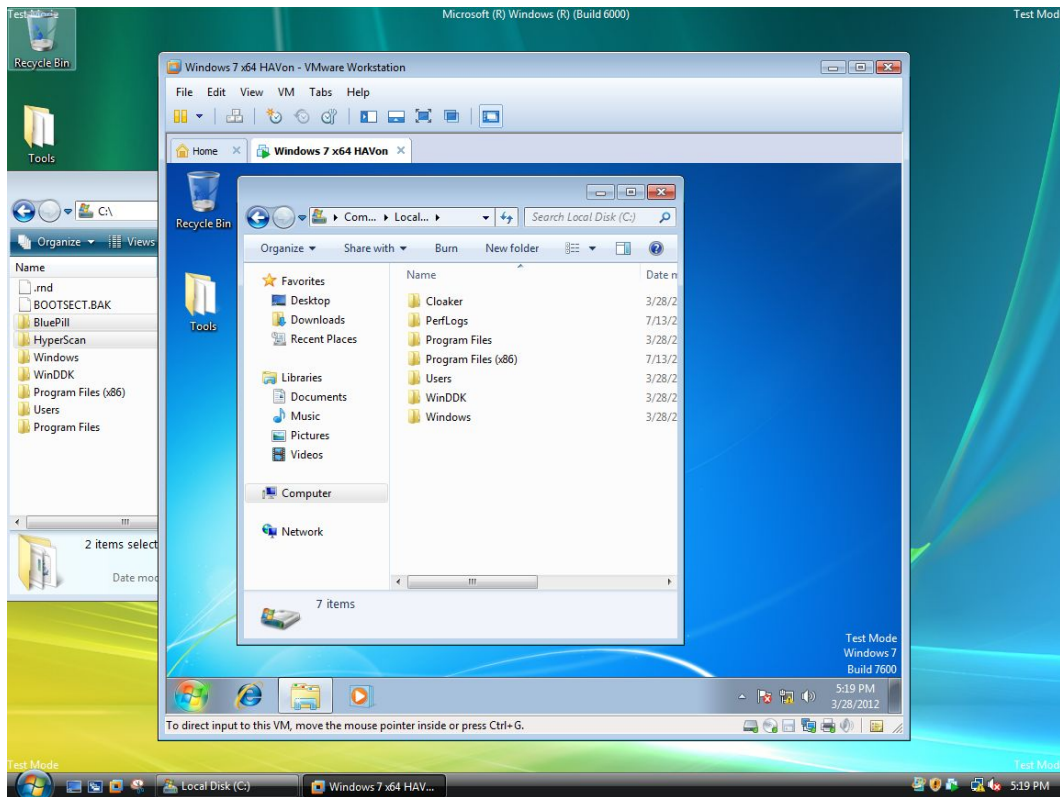 Test Mode
Microsoft (R) Windows (R) (Build 6000)
Test Mod
Recycle Bin
Tools
C:\
Organize
Views
Name
.rnd
BOOTSECT.BAK
BluePill
HyperScan
Windows
WinDDK
Program Files (x86)
Users
Program Files
2 items select
Date mod
Windows 7 x64 HAVon - VMware Workstation
File Edit View VM Tabs Help
Home
Windows 7 x64 HAVon
Recycle Bin
Tools
Com... Local...
Search Local Disk (C:)
Organize Share with Burn New folder
Favorites
Desktop
Downloads
Recent Places
Libraries
Documents
Music
Pictures
Videos
Computer
Network
Name Date m
Cloaker 3/28/2
PerfLogs 7/13/2
Program Files 3/28/2
Program Files (x86) 7/13/2
Users 3/28/2
WinDDK 3/28/2
Windows 3/28/2
7 items
Test Mode
Windows 7
Build 7600
5:19 PM
3/28/2012
To direct input to this VM, move the mouse pointer inside or press Ctrl+G.
Test Mode
Test Mod
Local Disk (C:)
Windows 7 x64 HAV...
5:19 PM